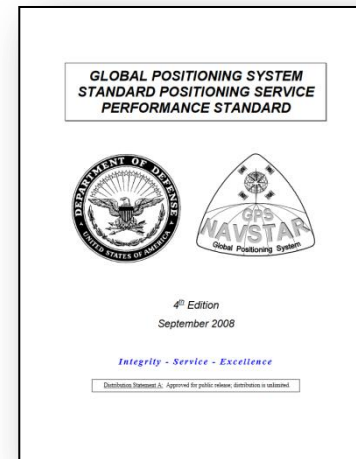 GLOBAL POSITIONING SYSTEM
STANDARD POSITIONING SERVICE
PERFORMANCE STANDARD
DEPARTMENT OF DEFENSE
UNITED STATES OF AMERICA
GPS
NAVSTAR
Global Positioning System
4th Edition
September 2008
Integrity - Service - Excellence
Distribution Statement A: Approved for public release; distribution is unlimited.